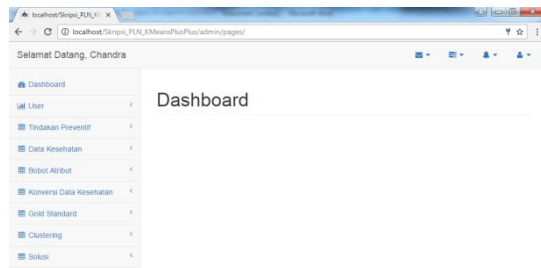 localhost/Skripsi_PLN_K
localhost/Skripsi_PLN_KMeansPlusPlus/admin/pages/
Selamat Datang, Chandra
Dashboard
Dashboard
User
Tindakan Preventif
Data Kesehatan
Bobot Atribut
Konversi Data Kesehatan
Gold Standard
Clustering
Solusi